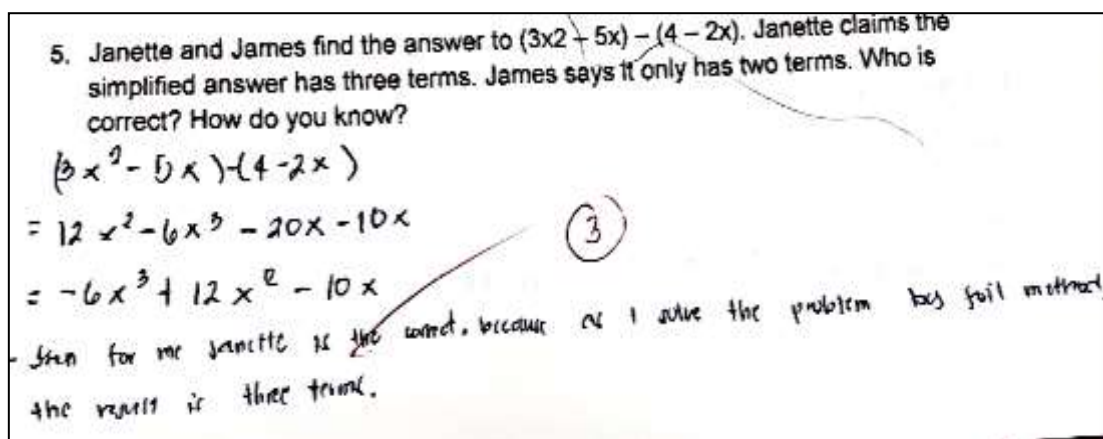 5. Janette and James find the answer to (3x2 – 5x) – (4 – 2x). Janette claims the
simplified answer has three terms. James says it only has two terms. Who is
correct? How do you know?
(3x² - 5x)-(4-2x)
= 12x² - 6x³ - 20x - 10x
3
= -6x³ + 12x² - 10x
for me Janette is the correct. because as I solve the problem by foil method,
the result is three terms.